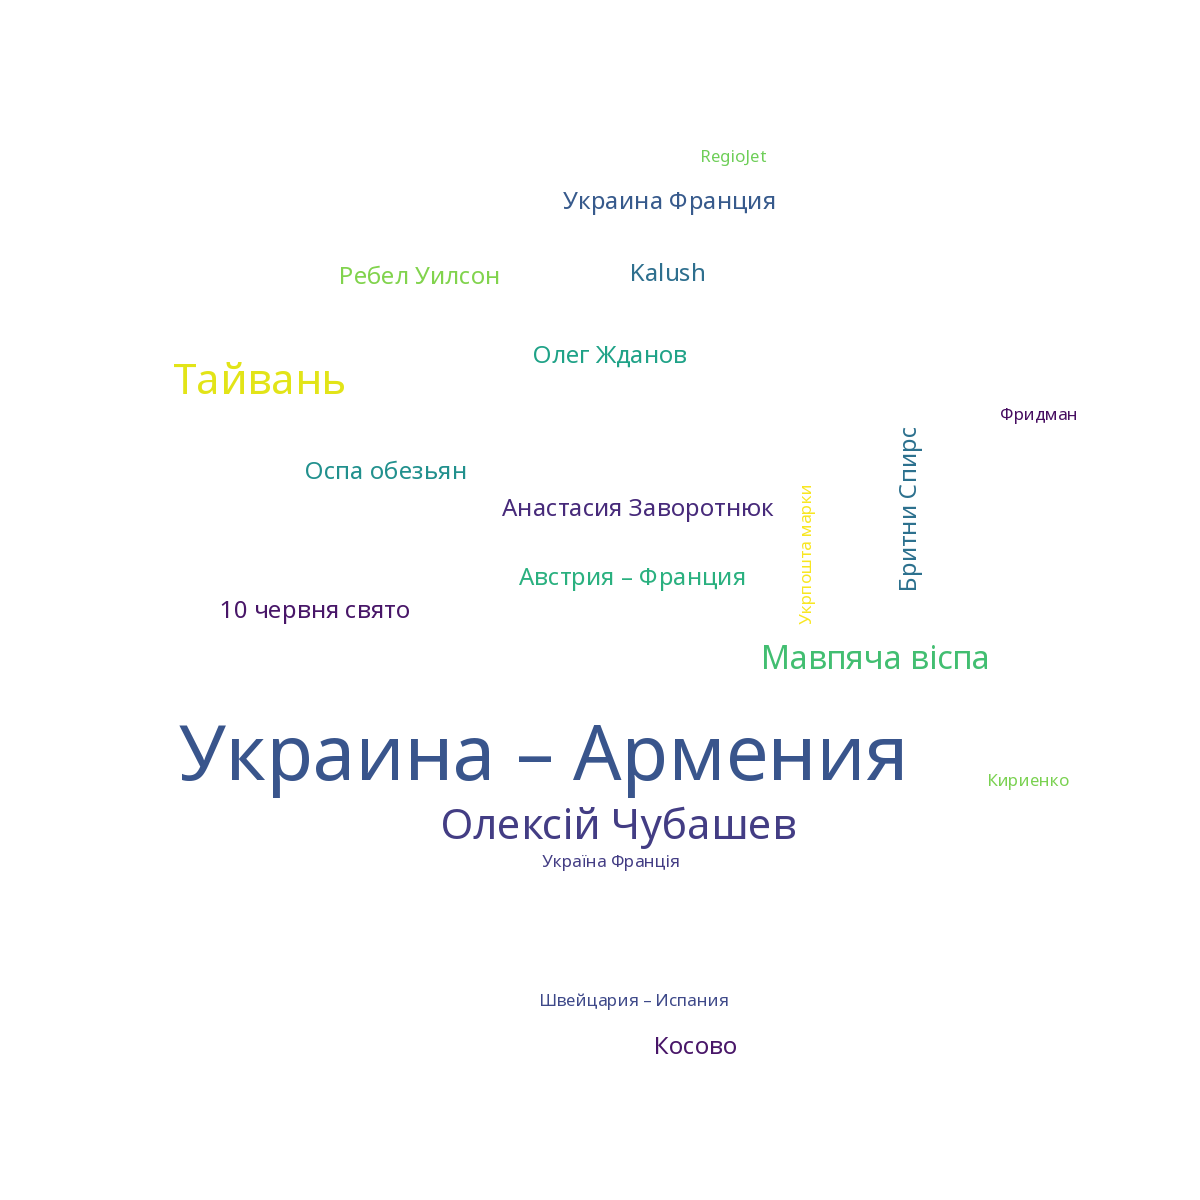 RegioJet
Украина Франция
Ребел Уилсон
Kalush
Олег Жданов
Тайвань
Фридман
Бритни Спирс
Оспа обезьян
Укрпошта марки
Анастасия Заворотнюк
Австрия – Франция
10 червня свято
Мавпяча віспа
Украина – Армения
Кириенко
Олексій Чубашев
Україна Франція
Швейцария – Испания
Косово